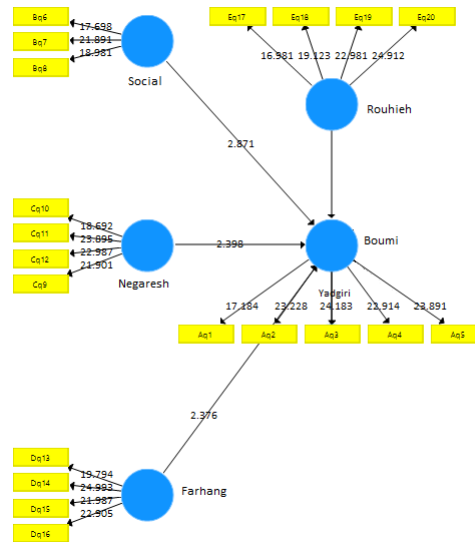 Bq6
17.698
Bq7
21.891
Bq8
18.981
Social
Eq17
Eq18
Eq19
Eq20
16.981
19.123
22.981
24.912
Rouhieh
2.871
Cq10
18.692
Cq11
23.895
Cq12
22.987
Cq9
21.901
Negaresh
2.398
Boumi
Yadgiri
17.184
23.228
24.183
22.914
23.891
Aq1
Aq2
Aq3
Aq4
Aq5
2.376
Dq13
19.794
Dq14
24.993
Dq15
21.987
Dq16
22.905
Farhang